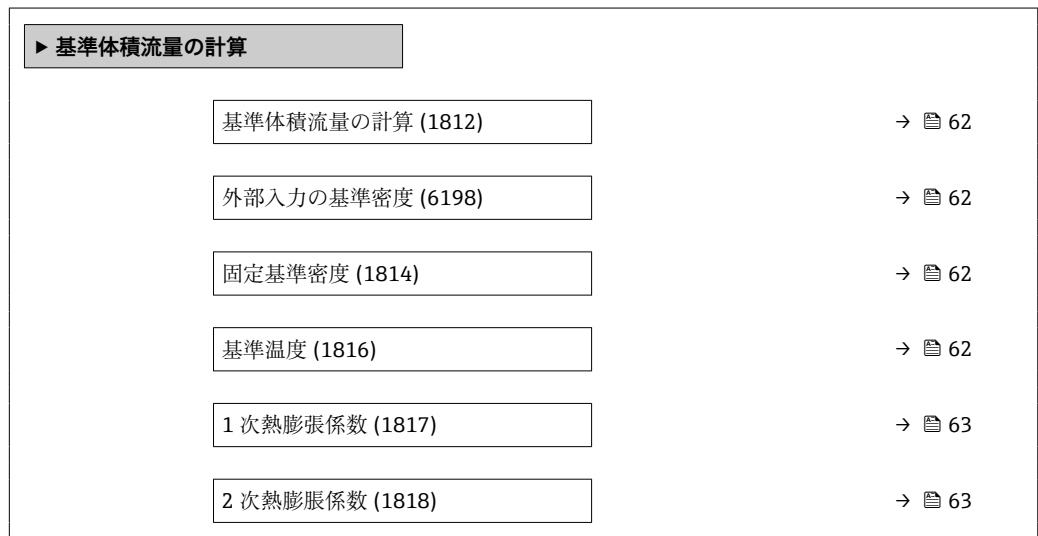 ▶ 基準体積流量の計算
基準体積流量の計算 (1812) → 62
外部入力の基準密度 (6198) → 62
固定基準密度 (1814) → 62
基準温度 (1816) → 62
1 次熱膨張係数 (1817) → 63
2 次熱膨脹係数 (1818) → 63